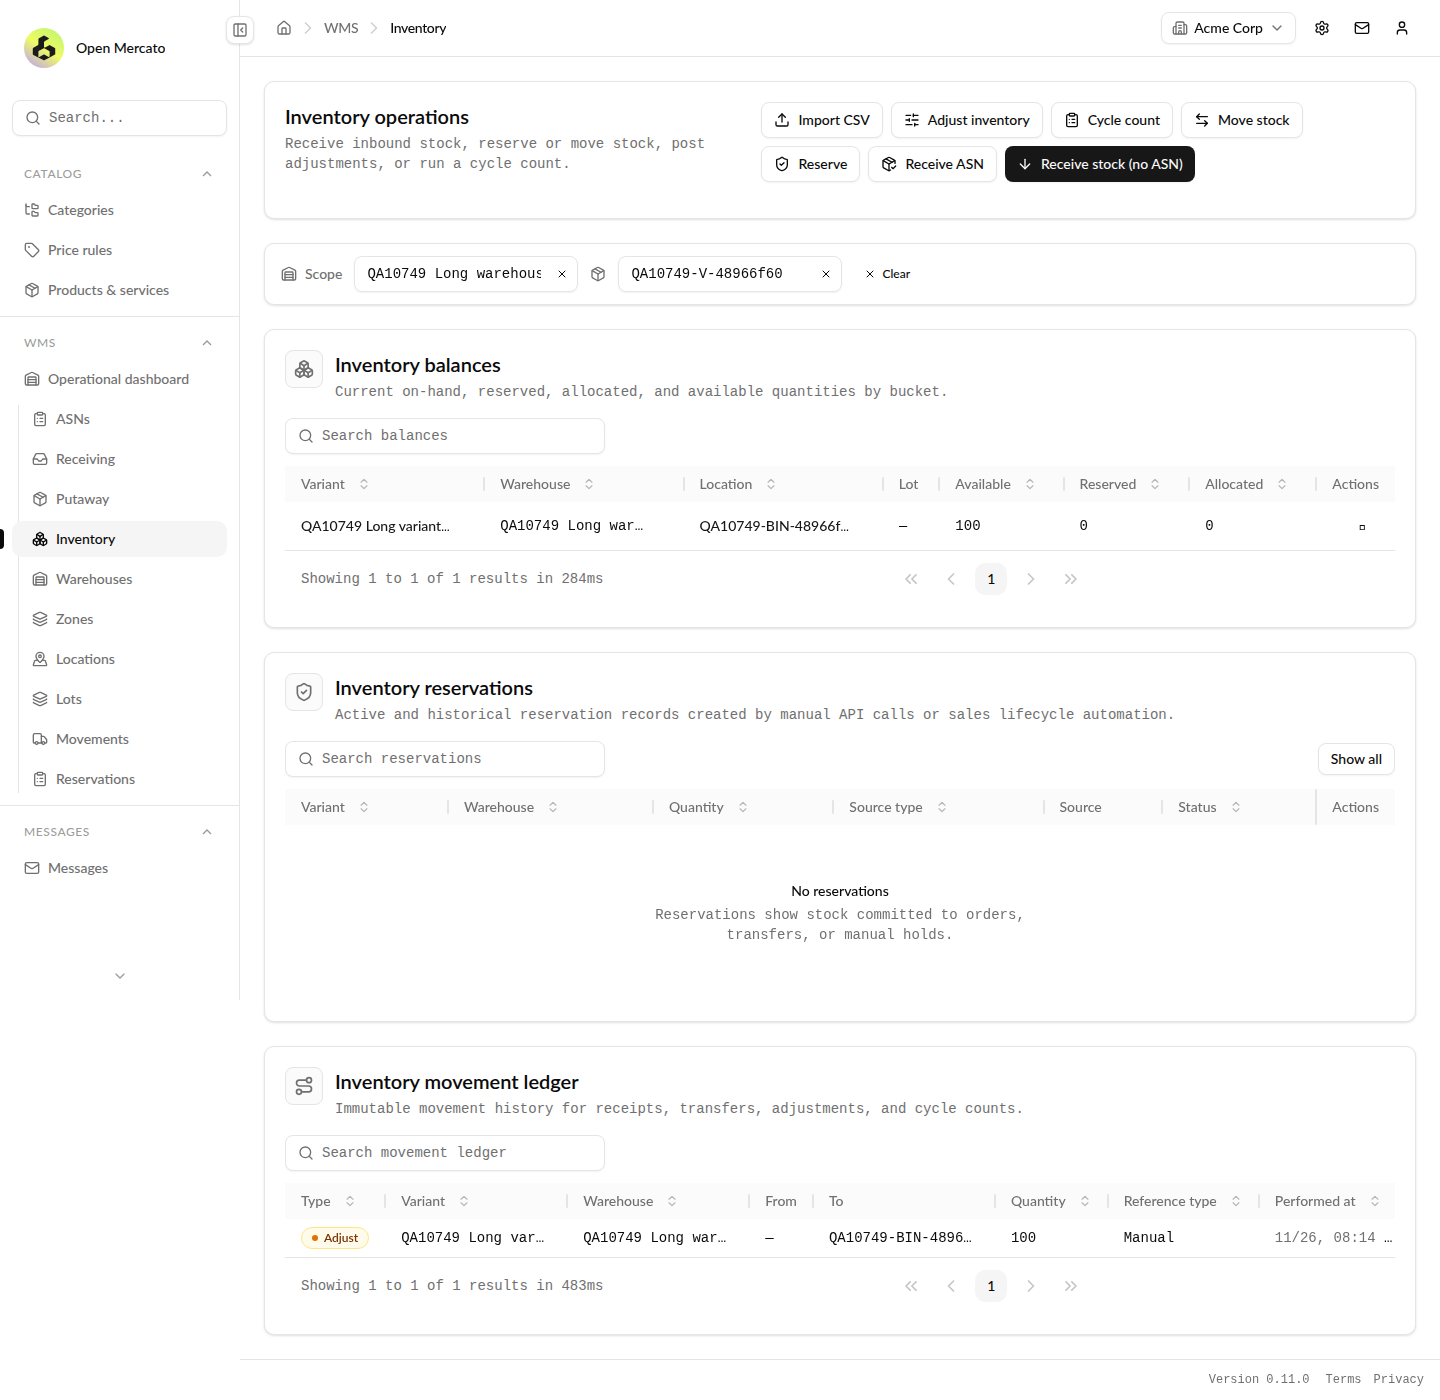 Open Mercato
WMS
Inventory
Acme Corp
Search...
CATALOG
Categories
Price rules
Products & services
WMS
Operational dashboard
ASNs
Receiving
Putaway
Inventory
Warehouses
Zones
Locations
Lots
Movements
Reservations
MESSAGES
Messages
Inventory operations
Receive inbound stock, reserve or move stock, post
adjustments, or run a cycle count.
Import CSV
Adjust inventory
Cycle count
Move stock
Reserve
Receive ASN
Receive stock (no ASN)
Scope
QA10749 Long warehous
QA10749-V-48966f60
Clear
Inventory balances
Current on-hand, reserved, allocated, and available quantities by bucket.
Search balances
Variant Warehouse Location Lot Available Reserved Allocated Actions
QA10749 Long variant... QA10749 Long war… QA10749-BIN-48966f... — 100 0 0
Showing 1 to 1 of 1 results in 284ms
1
Inventory reservations
Active and historical reservation records created by manual API calls or sales lifecycle automation.
Search reservations
Show all
Variant Warehouse Quantity Source type Source Status Actions
No reservations
Reservations show stock committed to orders,
transfers, or manual holds.
Inventory movement ledger
Immutable movement history for receipts, transfers, adjustments, and cycle counts.
Search movement ledger
Type Variant Warehouse From To Quantity Reference type Performed at
Adjust QA10749 Long var… QA10749 Long war… — QA10749-BIN-4896… 100 Manual 11/26, 08:14 …
Showing 1 to 1 of 1 results in 483ms
1
Version 0.11.0 Terms Privacy